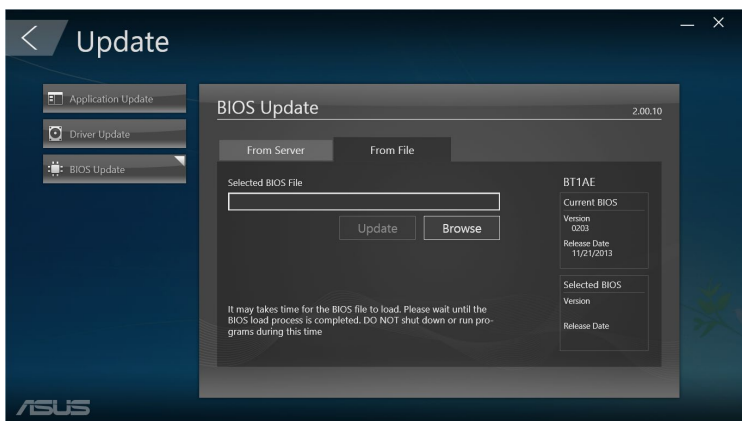 Update
Application Update
Driver Update
BIOS Update
BIOS Update
2.00.10
From Server
From File
Selected BIOS File
Update
Browse
It may takes time for the BIOS file to load. Please wait until the
BIOS load process is completed. DO NOT shut down or run pro-
grams during this time
BT1AE
Current BIOS
Version
0203
Release Date
11/21/2013
Selected BIOS
Version
Release Date
ASUS